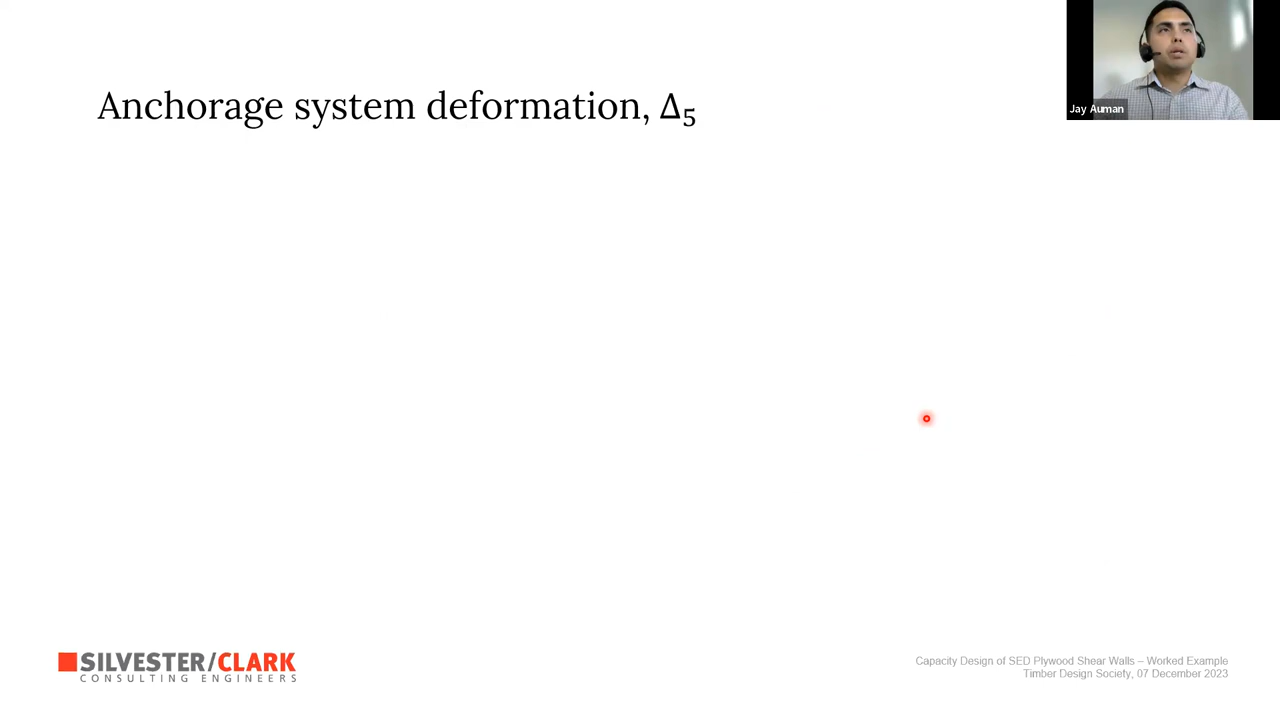 Jay Auman
Anchorage system deformation, Δ₅
SILVESTER/CLARK
CONSULTING ENGINEERS
Capacity Design of SED Plywood Shear Walls – Worked Example
Timber Design Society, 07 December 2023